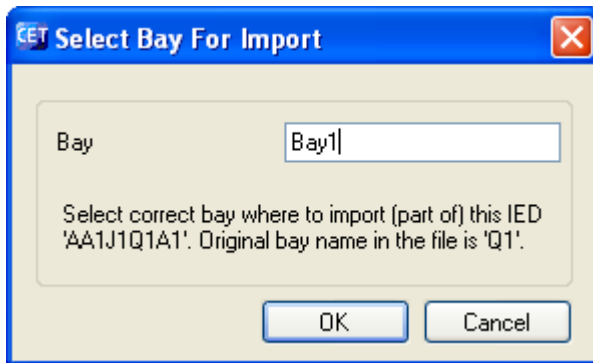 CET Select Bay For Import
Bay Bay1
Select correct bay where to import (part of) this IED
'AA1J1Q1A1'. Original bay name in the file is 'Q1'.
OK Cancel